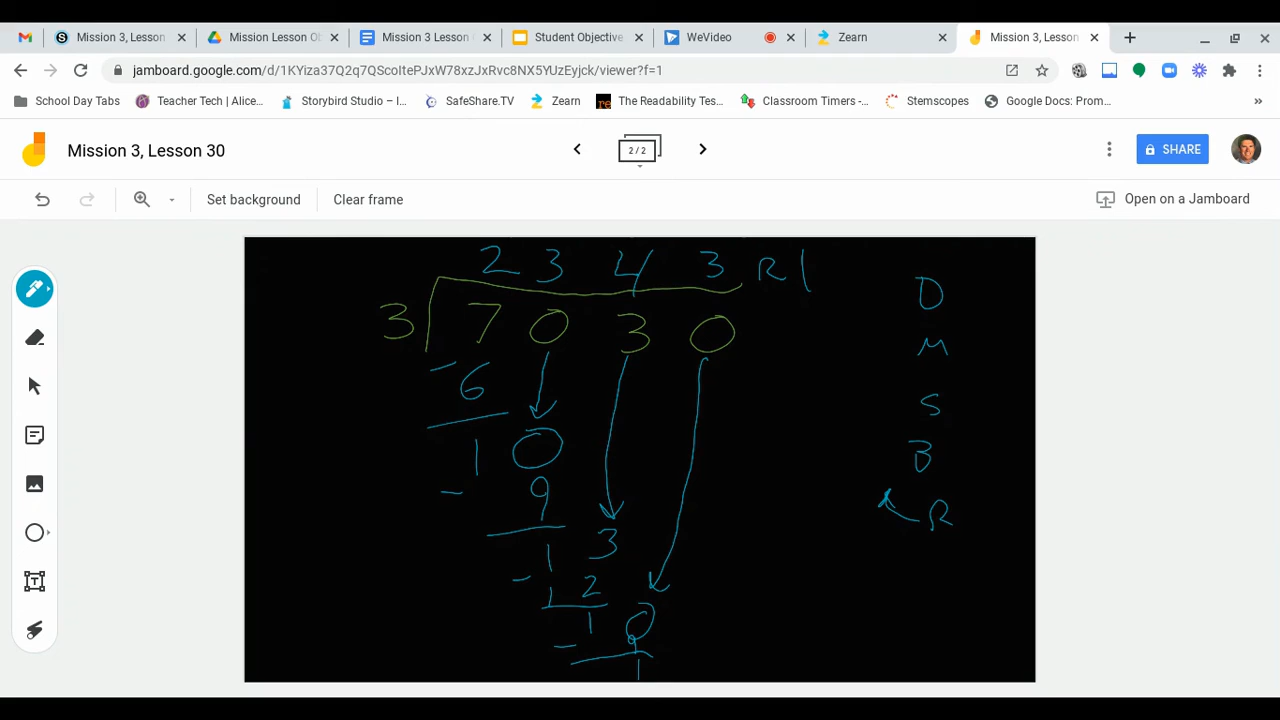 Mission 3, Lesson
Mission Lesson Ob
Mission 3 Lesson
Student Objective
WeVideo
Zearn
Mission 3, Lesson
jamboard.google.com/d/1KYiza37Q2q7QScoItePJxW78xzJxRvc8NX5YUzEyjck/viewer?f=1
School Day Tabs
Teacher Tech | Alice...
Storybird Studio – I...
SafeShare.TV
Zearn
The Readability Tes...
Classroom Timers -...
Stemscopes
Google Docs: Prom...
»
Mission 3, Lesson 30
2 / 2
SHARE
Set background
Clear frame
Open on a Jamboard
2 3 4 3 R1
3 7 0 3 0
- 6
1 0
- 9
1 3
- 1 2
1 0
- 9
1
D
M
S
B
R